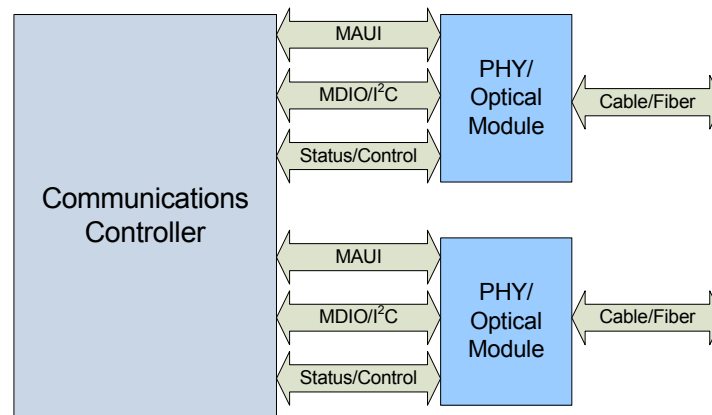 MAUI
PHY/
Optical
Module
MDIO/I²C
Cable/Fiber
Status/Control
Communications
Controller
MAUI
PHY/
Optical
Module
MDIO/I²C
Cable/Fiber
Status/Control